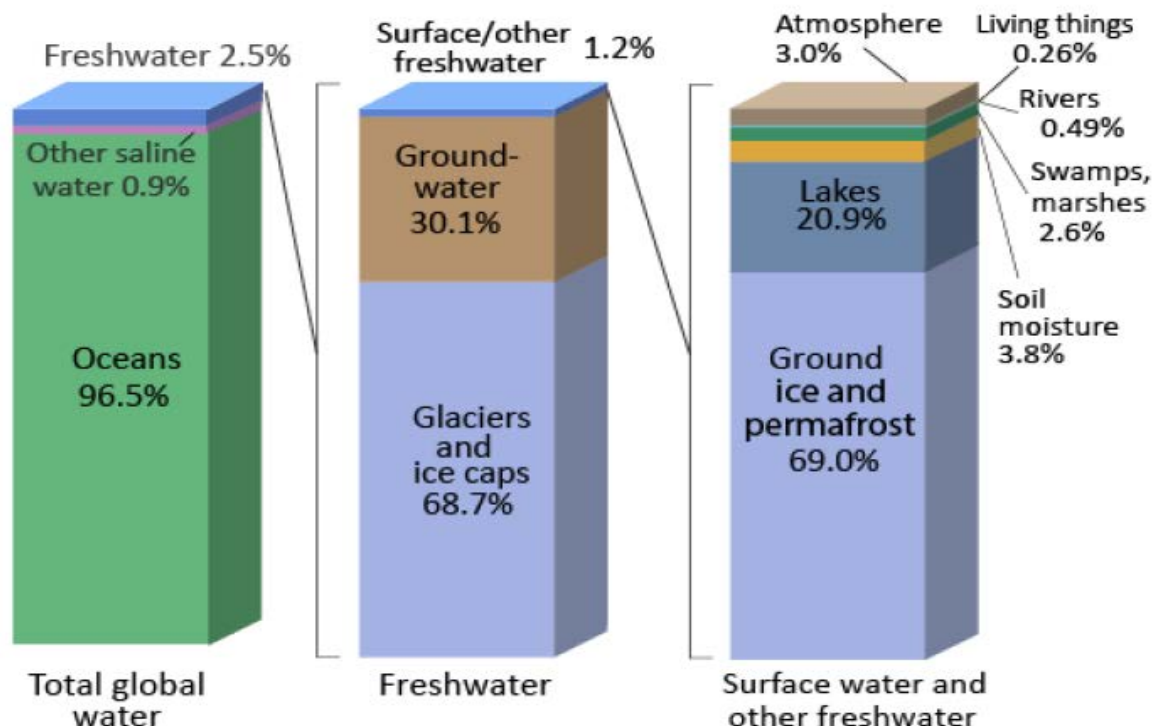 Freshwater 2.5%
Other saline
water 0.9%
Oceans
96.5%
Total global
water
Surface/other
freshwater
1.2%
Ground-
water
30.1%
Glaciers
and
ice caps
68.7%
Freshwater
Atmosphere
3.0%
Living things
0.26%
Rivers
0.49%
Swamps,
marshes
2.6%
Soil
moisture
3.8%
Lakes
20.9%
Ground
ice and
permafrost
69.0%
Surface water and
other freshwater